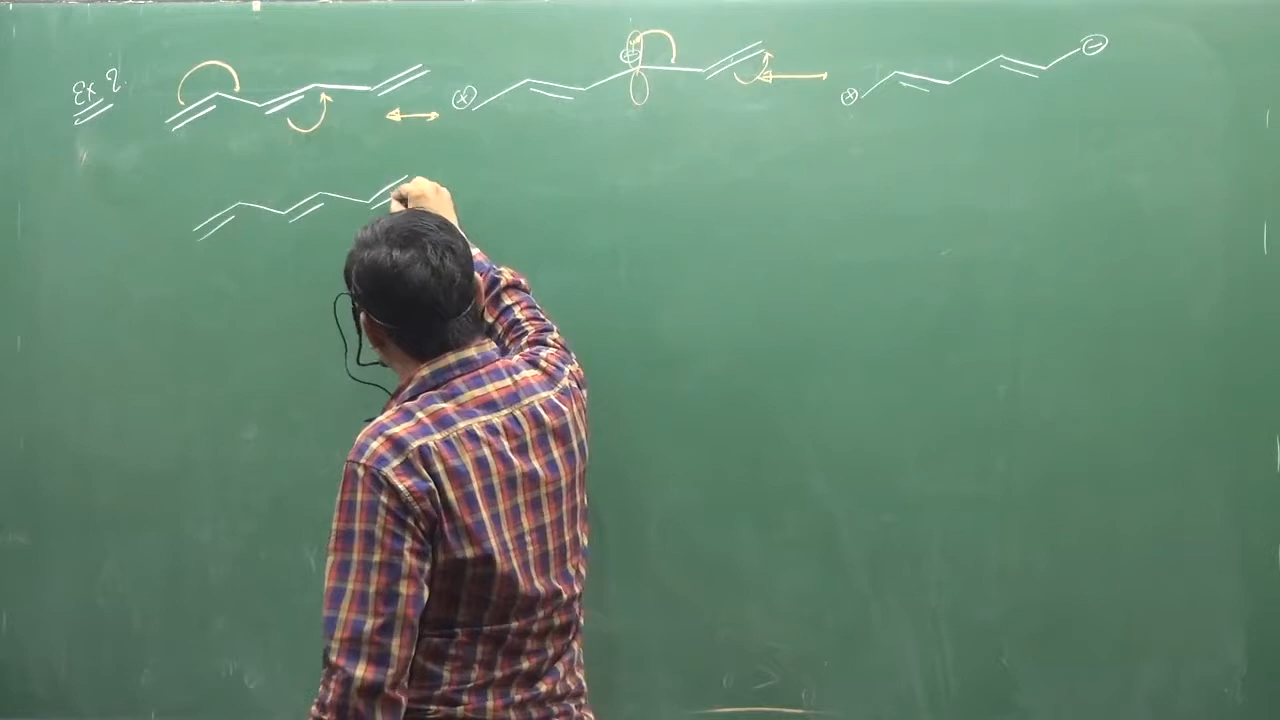 Ex 2.
⊕ ⊖ ↔ ⊕ ⊖